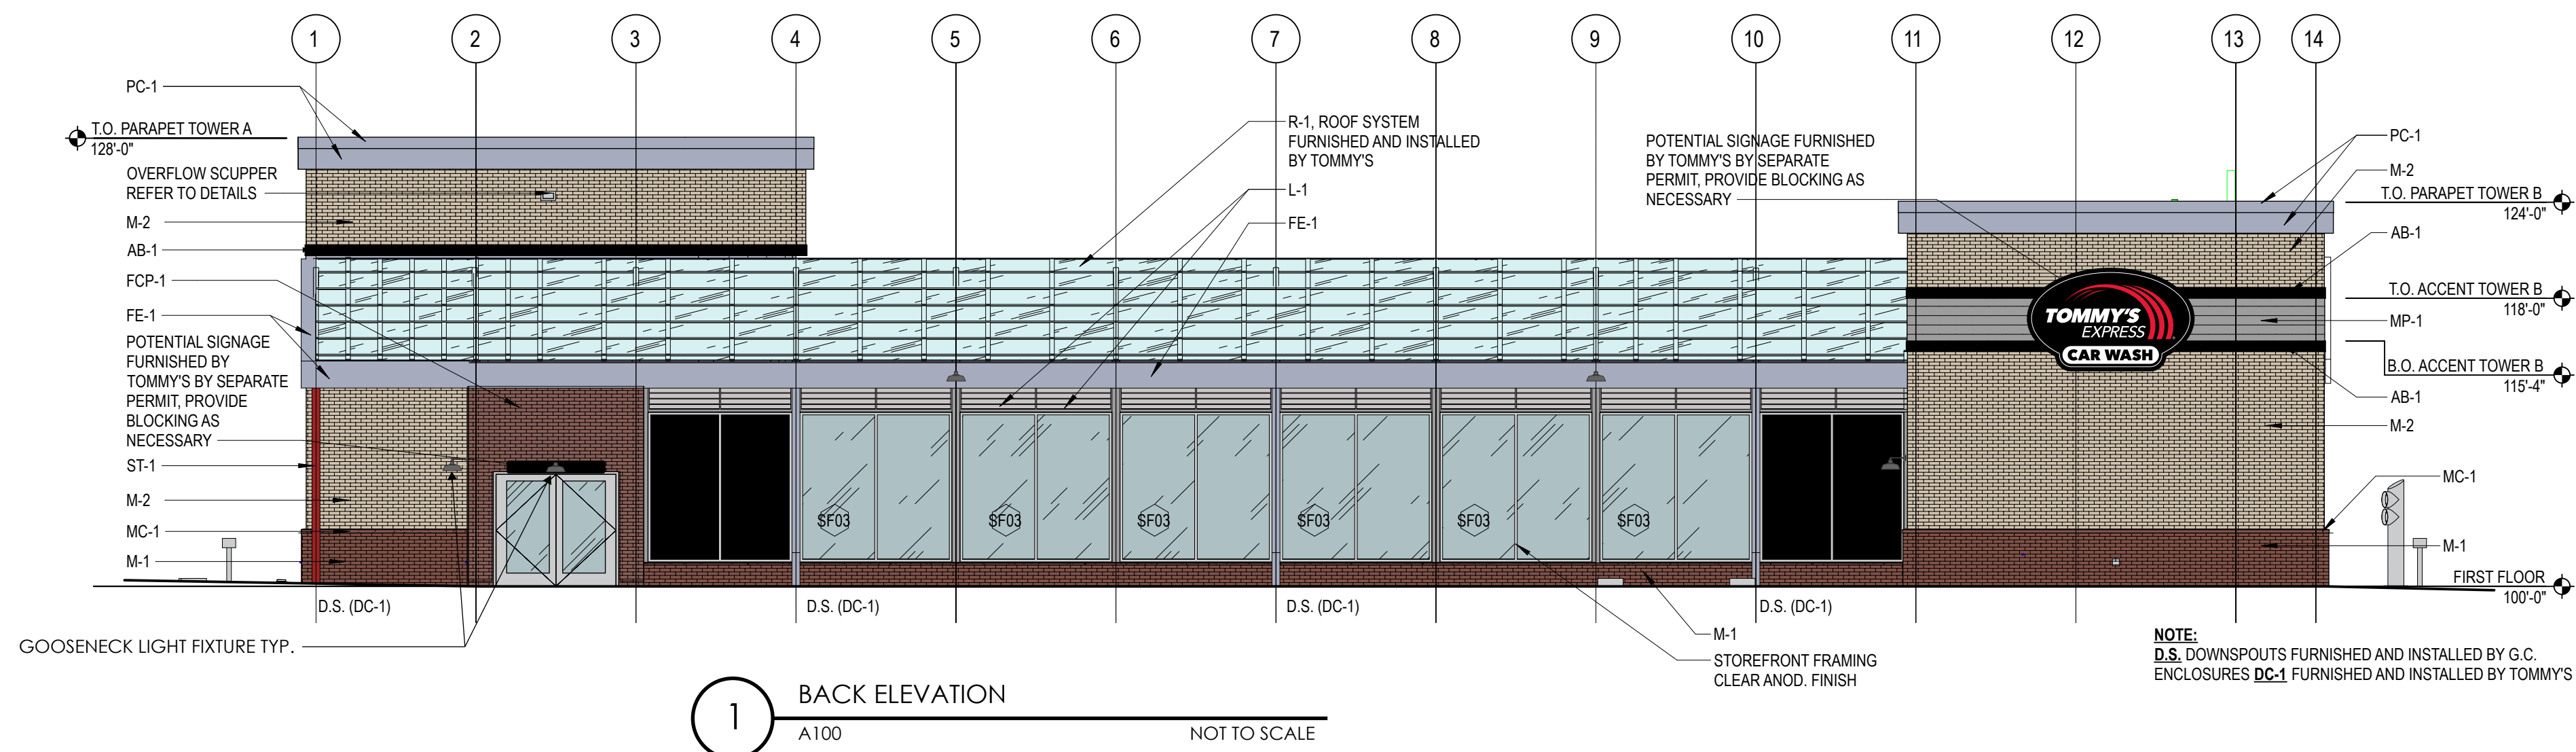 1 2 3 4 5 6 7 8 9 10 11 12 13 14
PC-1
T.O. PARAPET TOWER A
128'-0"
OVERFLOW SCUPPER
REFER TO DETAILS
M-2
AB-1
FCP-1
FE-1
POTENTIAL SIGNAGE
FURNISHED BY
TOMMY'S BY SEPARATE
PERMIT, PROVIDE
BLOCKING AS
NECESSARY
ST-1
M-2
MC-1
M-1
GOOSENECK LIGHT FIXTURE TYP.
R-1, ROOF SYSTEM
FURNISHED AND INSTALLED
BY TOMMY'S
L-1
FE-1
POTENTIAL SIGNAGE FURNISHED
BY TOMMY'S BY SEPARATE
PERMIT, PROVIDE BLOCKING AS
NECESSARY
TOMMY'S
EXPRESS
CAR WASH
SF03 SF03 SF03 SF03 SF03 SF03
PC-1
M-2
T.O. PARAPET TOWER B
124'-0"
AB-1
T.O. ACCENT TOWER B
118'-0"
MP-1
B.O. ACCENT TOWER B
115'-4"
AB-1
M-2
MC-1
M-1
FIRST FLOOR
100'-0"
D.S. (DC-1) D.S. (DC-1) D.S. (DC-1) D.S. (DC-1)
M-1
STOREFRONT FRAMING
CLEAR ANOD. FINISH
NOTE:
D.S. DOWNSPOUTS FURNISHED AND INSTALLED BY G.C.
ENCLOSURES DC-1 FURNISHED AND INSTALLED BY TOMMY'S
1
BACK ELEVATION
A100 NOT TO SCALE